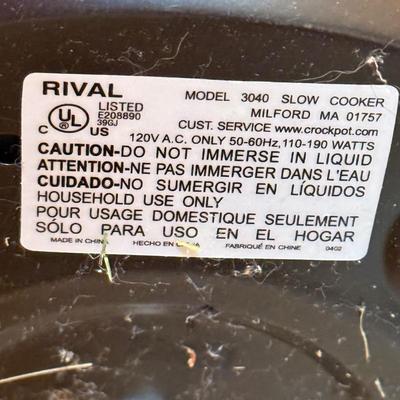 RIVAL MODEL 3040 SLOW COOKER
LISTED MILFORD MA 01757
E208890
39GJ
C UL US CUST. SERVICE www.crockpot.com
120V A.C. ONLY 50-60Hz, 110-190 WATTS
CAUTION-DO NOT IMMERSE IN LIQUID
ATTENTION-NE PAS IMMERGER DANS L'EAU
CUIDADO-NO SUMERGIR EN LÍQUIDOS
HOUSEHOLD USE ONLY
POUR USAGE DOMESTIQUE SEULEMENT
SÓLO PARA USO EN EL HOGAR
MADE IN CHINA HECHO EN CHINA FABRIQUÉ EN CHINE 0402